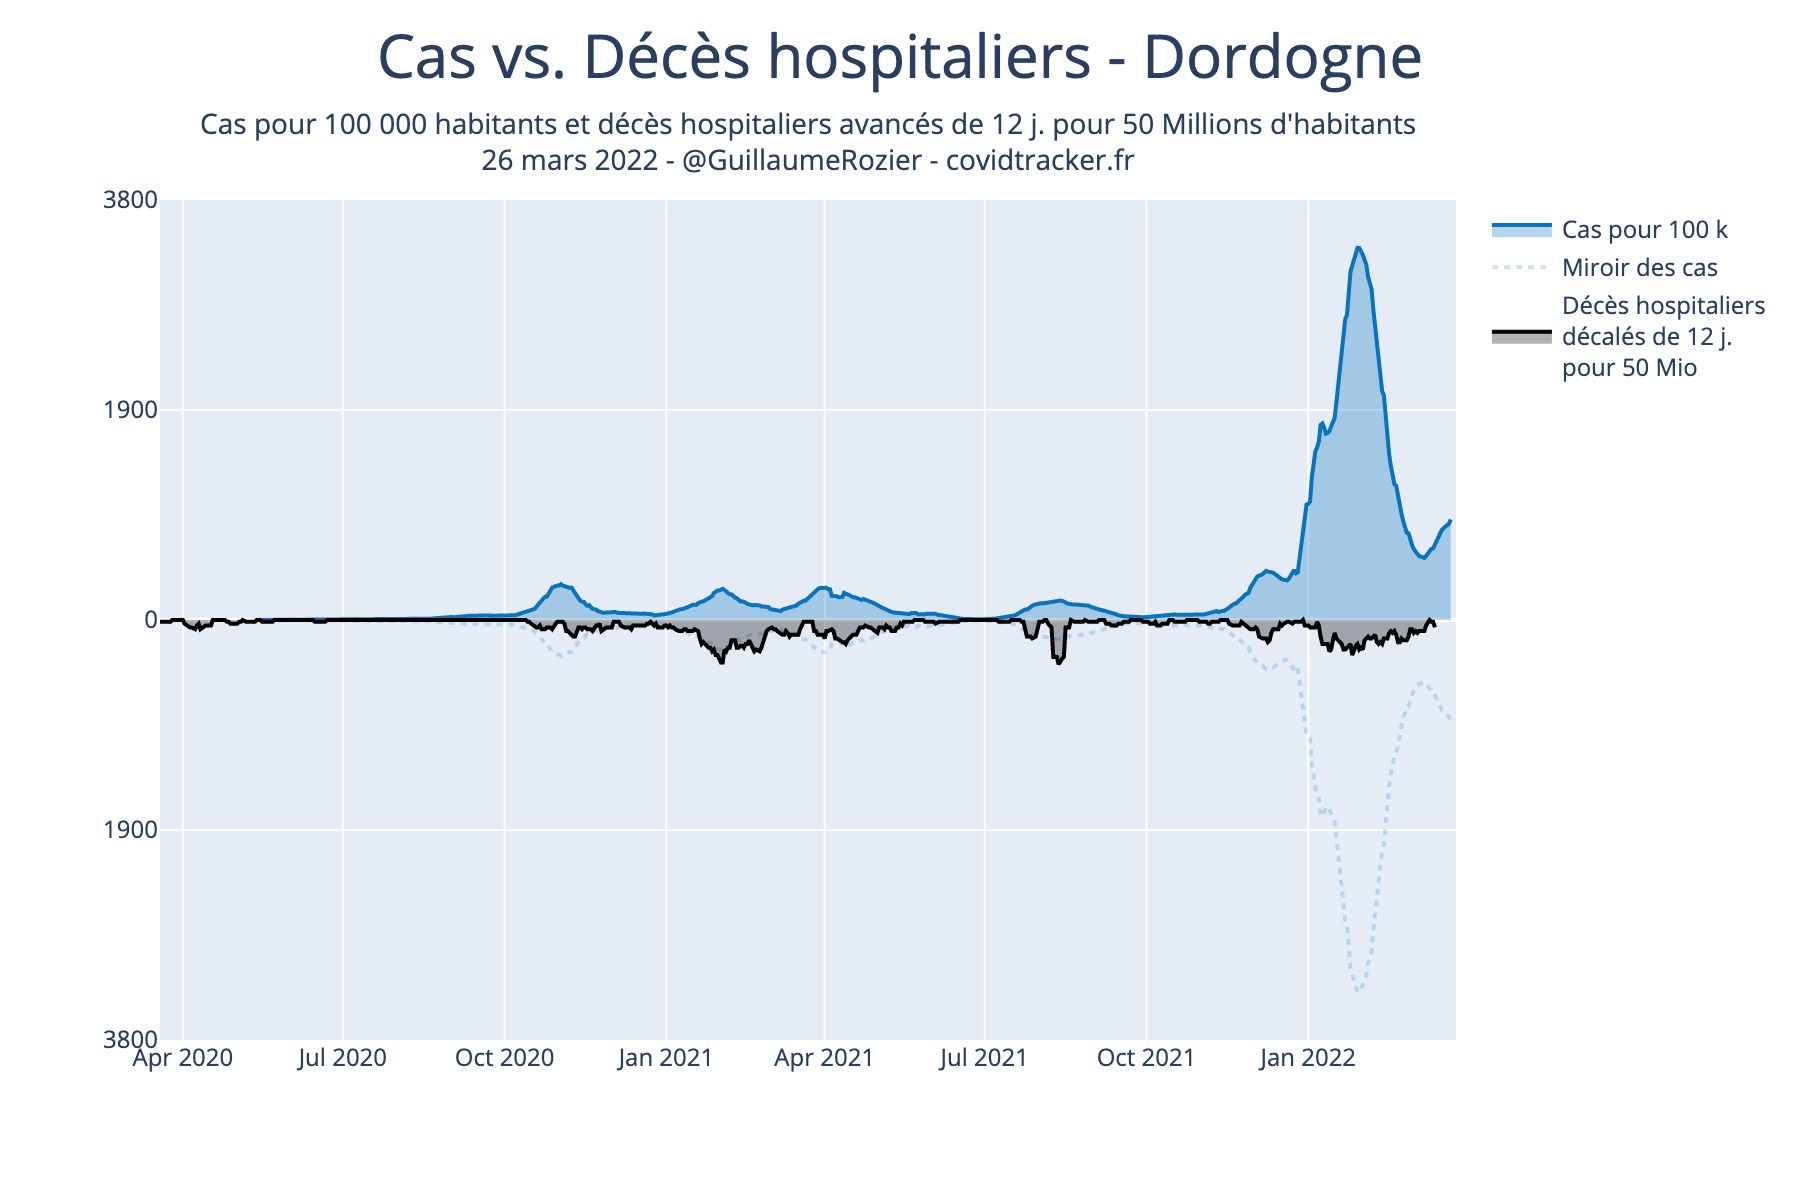 Cas vs. Décès hospitaliers - Dordogne
Cas pour 100 000 habitants et décès hospitaliers avancés de 12 j. pour 50 Millions d'habitants
26 mars 2022 - @GuillaumeRozier - covidtracker.fr
3800
1900
0
1900
3800
Apr 2020
Jul 2020
Oct 2020
Jan 2021
Apr 2021
Jul 2021
Oct 2021
Jan 2022
Cas pour 100 k
Miroir des cas
Décès hospitaliers
décalés de 12 j.
pour 50 Mio